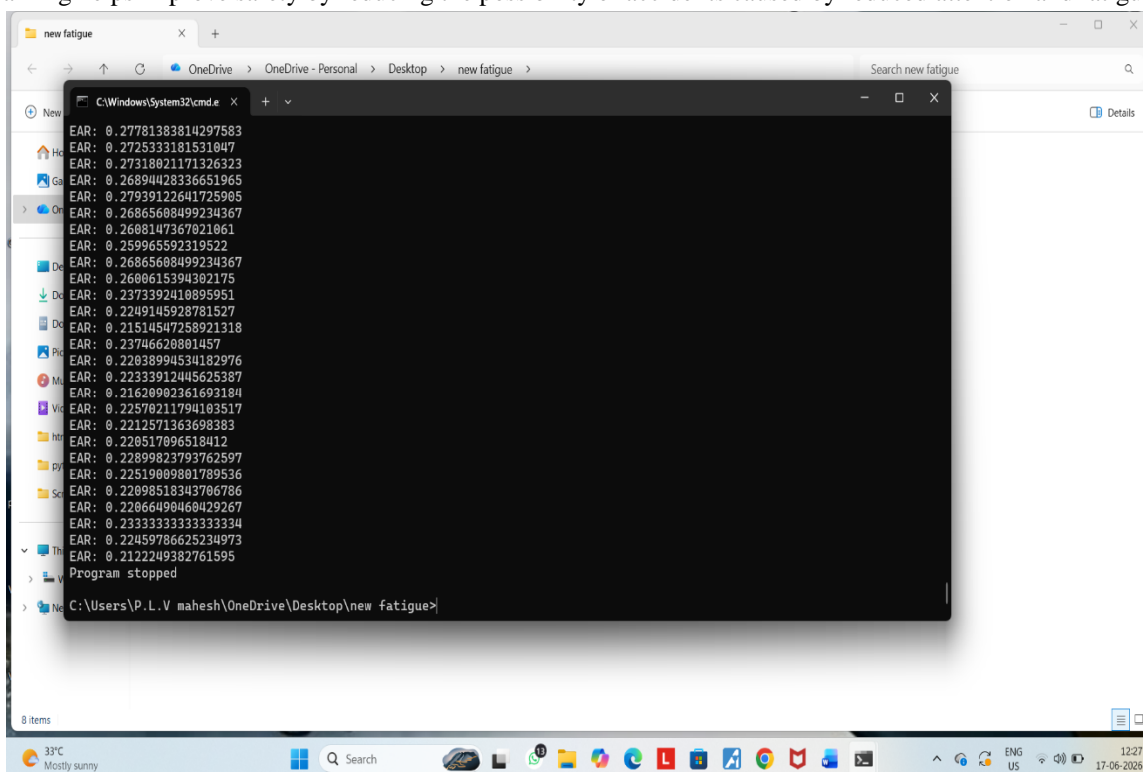 new fatigue
OneDrive > OneDrive - Personal > Desktop > new fatigue >
Search new fatigue
C:\Windows\System32\cmd.e
New
Details
EAR: 0.27781383814297583
EAR: 0.2725333181531047
EAR: 0.27318021171326323
EAR: 0.26894428336651965
EAR: 0.27939122641725905
EAR: 0.26865608499234367
EAR: 0.2608147367021061
EAR: 0.259965592319522
EAR: 0.26865608499234367
EAR: 0.2600615394302175
EAR: 0.2373392410895951
EAR: 0.2249145928781527
EAR: 0.21514547258921318
EAR: 0.23746620801457
EAR: 0.22038994534182976
EAR: 0.22333912445625387
EAR: 0.21620902361693184
EAR: 0.22570211794103517
EAR: 0.2212571363698383
EAR: 0.220517096518412
EAR: 0.22899823793762597
EAR: 0.22519009801789536
EAR: 0.22098518343706786
EAR: 0.22066490460429267
EAR: 0.23333333333333334
EAR: 0.22459786625234973
EAR: 0.2122249382761595
Program stopped
C:\Users\P.L.V mahesh\OneDrive\Desktop\new fatigue>
8 items
33°C
Mostly sunny
Search
13
ENG
US
12:27
17-06-2026